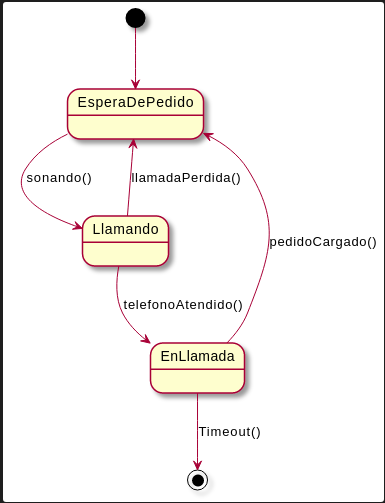 EsperaDePedido
sonando()
llamadaPerdida()
Llamando
pedidoCargado()
telefonoAtendido()
EnLlamada
Timeout()